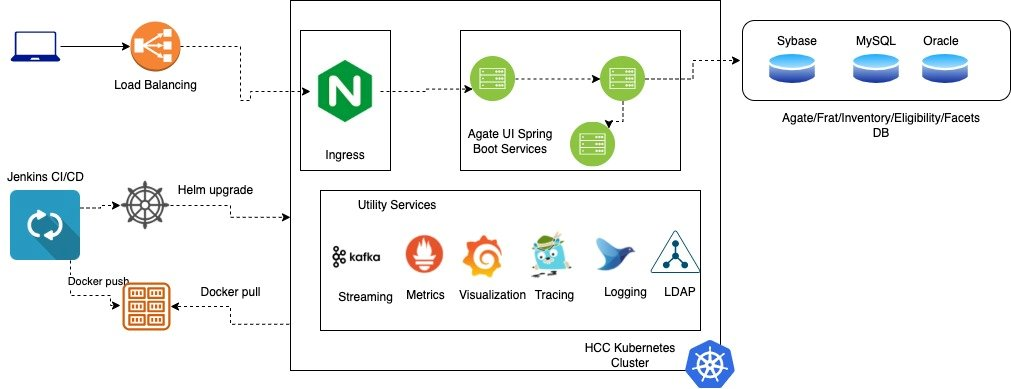 Load Balancing
N
Ingress
Agate UI Spring
Boot Services
Sybase
MySQL
Oracle
Agate/Frat/Inventory/Eligibility/Facets
DB
Jenkins CI/CD
Helm upgrade
Docker push
Docker pull
Utility Services
kafka
Streaming
Metrics
Visualization
Tracing
Logging
LDAP
HCC Kubernetes
Cluster